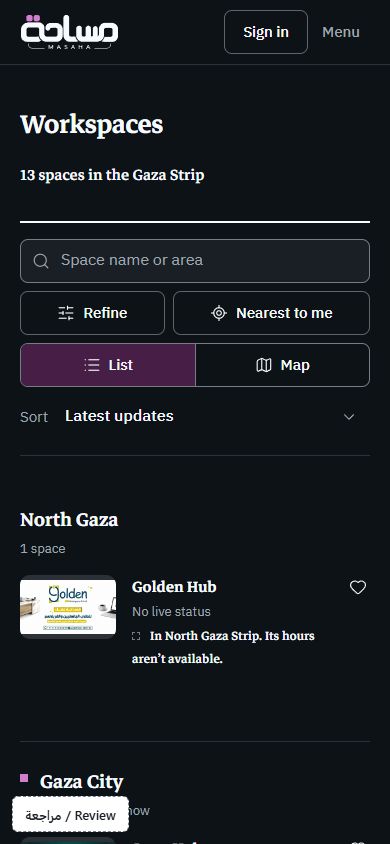 مساحة
MASAHA
Sign in
Menu
Workspaces
13 spaces in the Gaza Strip
Space name or area
Refine
Nearest to me
List
Map
Sort Latest updates
North Gaza
1 space
golden
Golden Hub
No live status
In North Gaza Strip. Its hours
aren't available.
Gaza City
now
مراجعة / Review